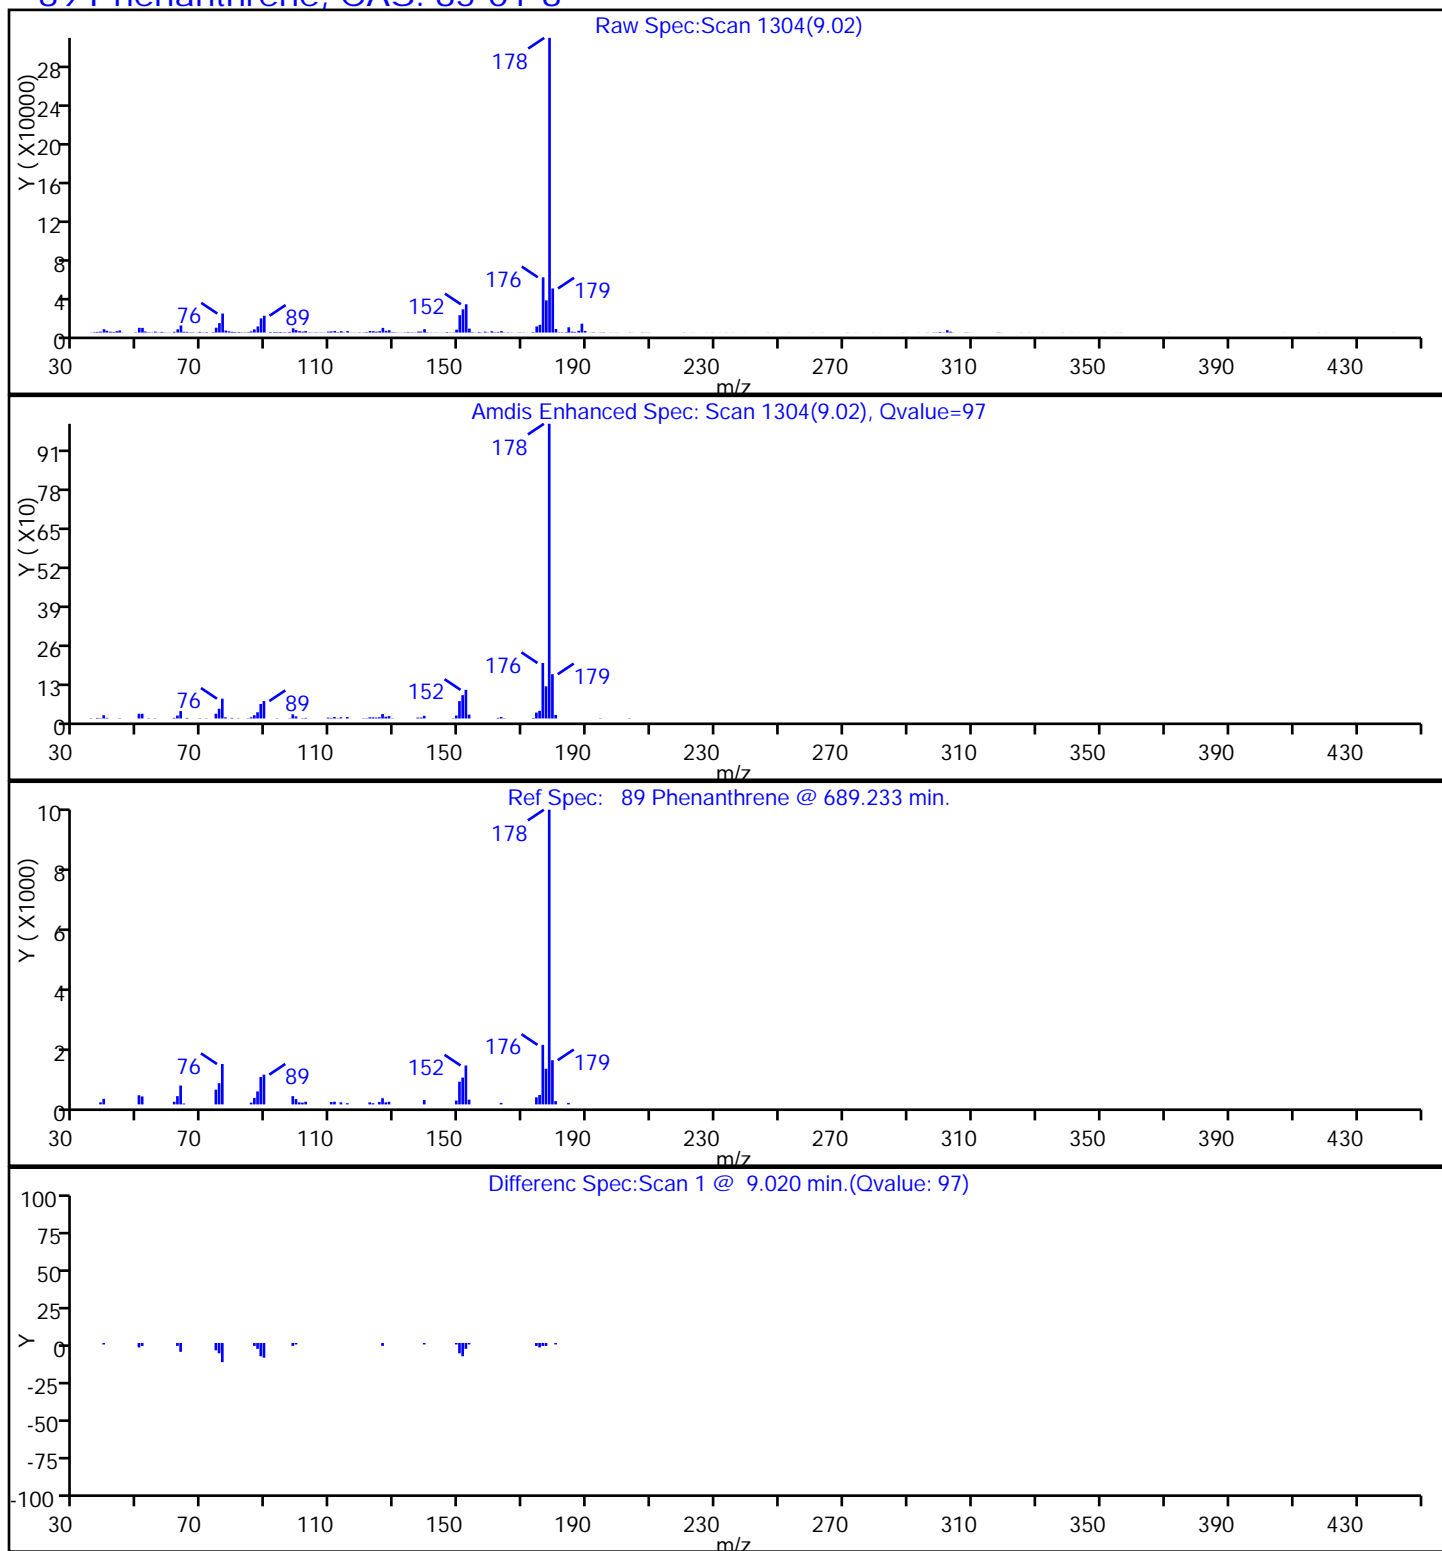 89 Phenanthrene, CAS: 85-01-8
Raw Spec:Scan 1304(9.02)
Y ( X10000)
28
24
20
16
12
8
4
0
178
176
179
152
76
89
30 70 110 150 190 230 270 310 350 390 430
m/z
Amdis Enhanced Spec: Scan 1304(9.02), Qvalue=97
Y ( X10)
91
78
65
52
39
26
13
0
178
176
179
152
76
89
30 70 110 150 190 230 270 310 350 390 430
m/z
Ref Spec: 89 Phenanthrene @ 689.233 min.
Y ( X1000)
10
8
6
4
2
0
178
176
179
152
76
89
30 70 110 150 190 230 270 310 350 390 430
m/z
Differenc Spec:Scan 1 @ 9.020 min.(Qvalue: 97)
Y
100
75
50
25
0
-25
-50
-75
-100
30 70 110 150 190 230 270 310 350 390 430
m/z